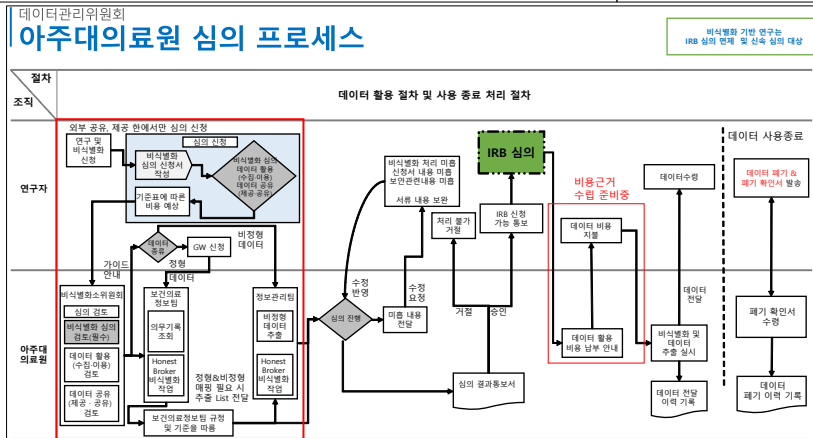 데이터관리위원회
아주대의료원 심의 프로세스
비식별화 기반 연구는
IRB 심의 면제 및 신속 심의 대상
절차
조직
데이터 활용 절차 및 사용 종료 처리 절차
연구자
아주대
의료원
외부 공유, 제공 한에서만 심의 신청
연구 및
비식별화
신청
심의 신청
비식별화
심의 신청서
작성
비식별화 심의
데이터 활용
(수집·이용)
데이터 공유
(제공·공유)
기준표에 따른
비용 예상
데이터
종류
비정형
데이터
GW 신청
정형
데이터
가이드
안내
비식별화소위원회
심의 검토
비식별화 심의
검토(필수)
데이터 활용
(수집·이용)
검토
데이터 공유
(제공·공유)
검토
보건의료
정보팀
의무기록
조회
Honest
Broker
비식별화
작업
정보관리팀
비정형
데이터
추출
Honest
Broker
비식별화
작업
정형&비정형
매핑 필요 시
추출 List 전달
보건의료정보팀 규정
및 기준을 따름
비식별화 처리 미흡
신청서 내용 미흡
보안관련내용 미흡
서류 내용 보완
수정
반영
수정
요청
심의 진행
미흡 내용
전달
처리 불가
거절
IRB 신청
가능 통보
거절
승인
심의 결과통보서
IRB 심의
비용근거
수립 준비중
데이터 비용
지불
데이터 활용
비용 납부 안내
데이터수령
데이터
전달
비식별화 및
데이터
추출 실시
데이터 전달
이력 기록
데이터 사용종료
데이터 폐기 &
폐기 확인서 발송
폐기 확인서
수령
데이터
폐기 이력 기록